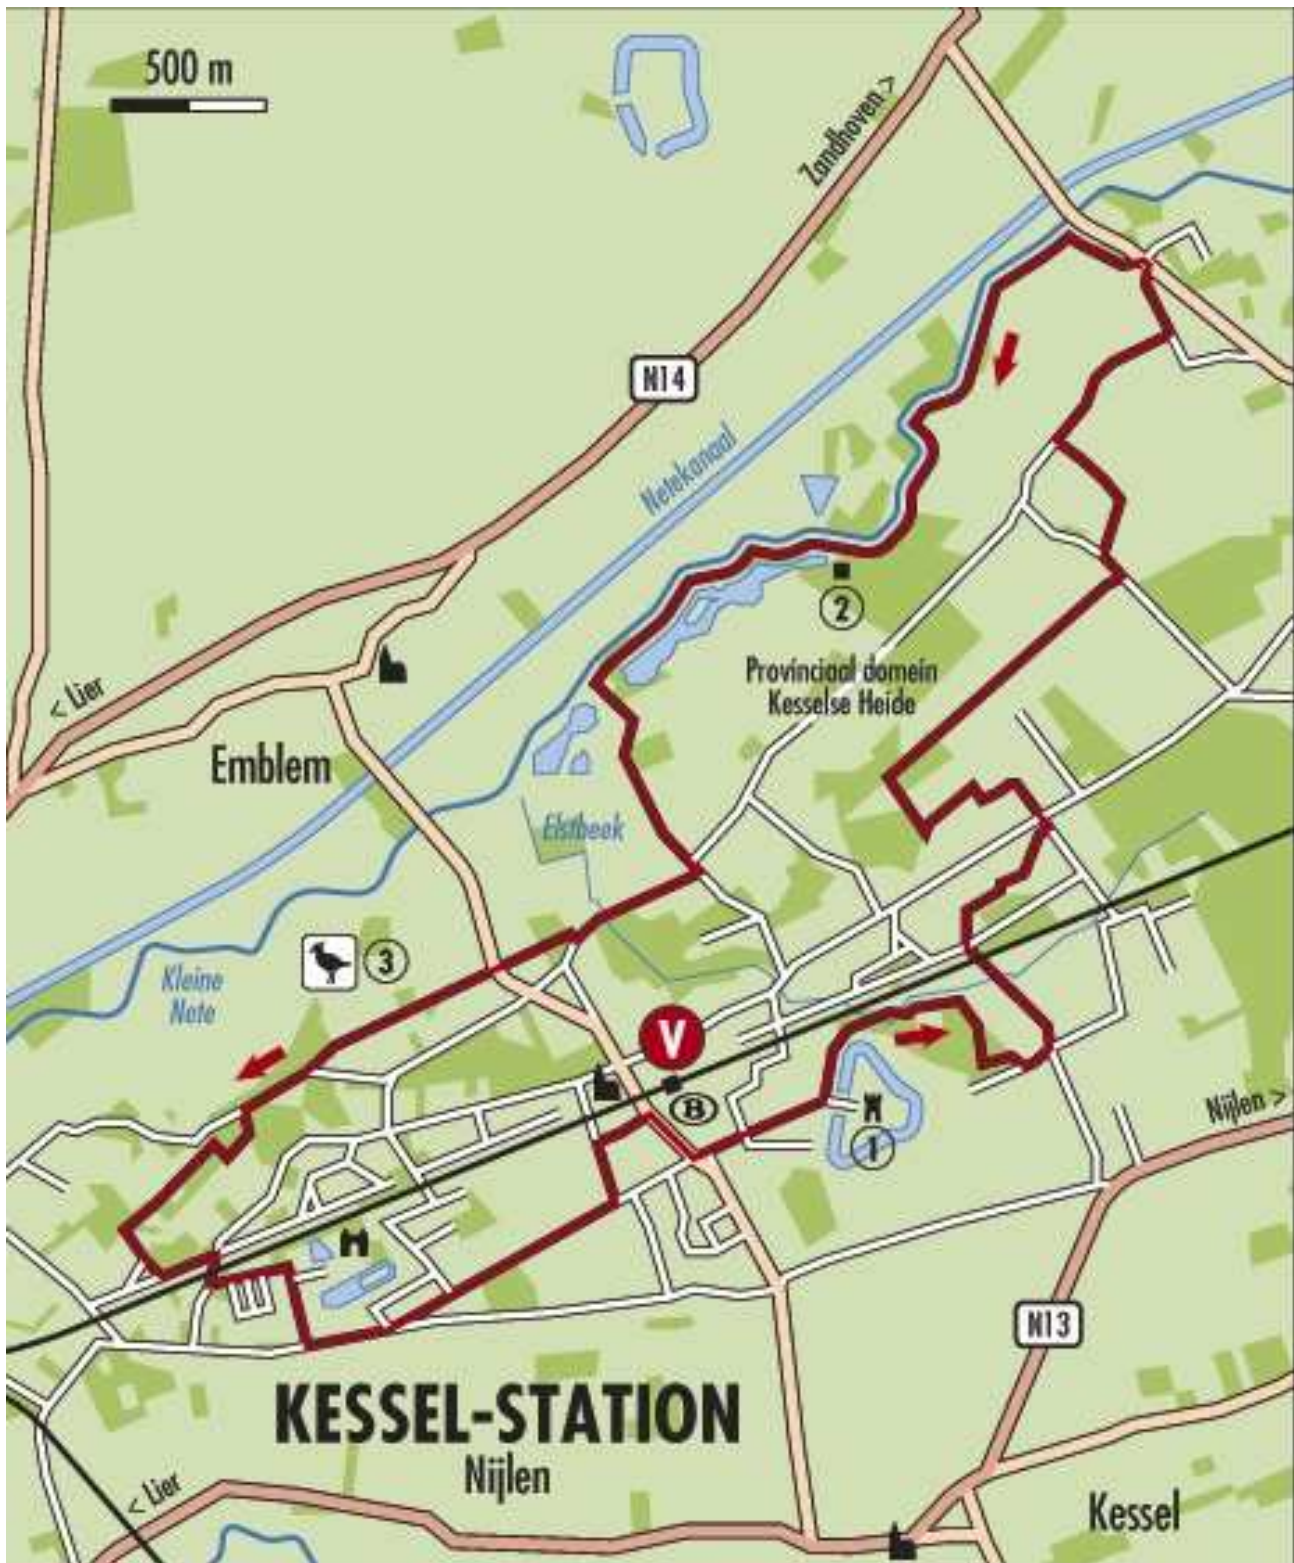 500 m
Zandhoven >
N14
Netekanaal
2
Provinciaal domein
Kesselse Heide
< Lier
Emblem
Elstbeek
3
Kleine
Nete
V
B
1
Nijlen >
N13
KESSEL-STATION
Nijlen
< Lier
Kessel